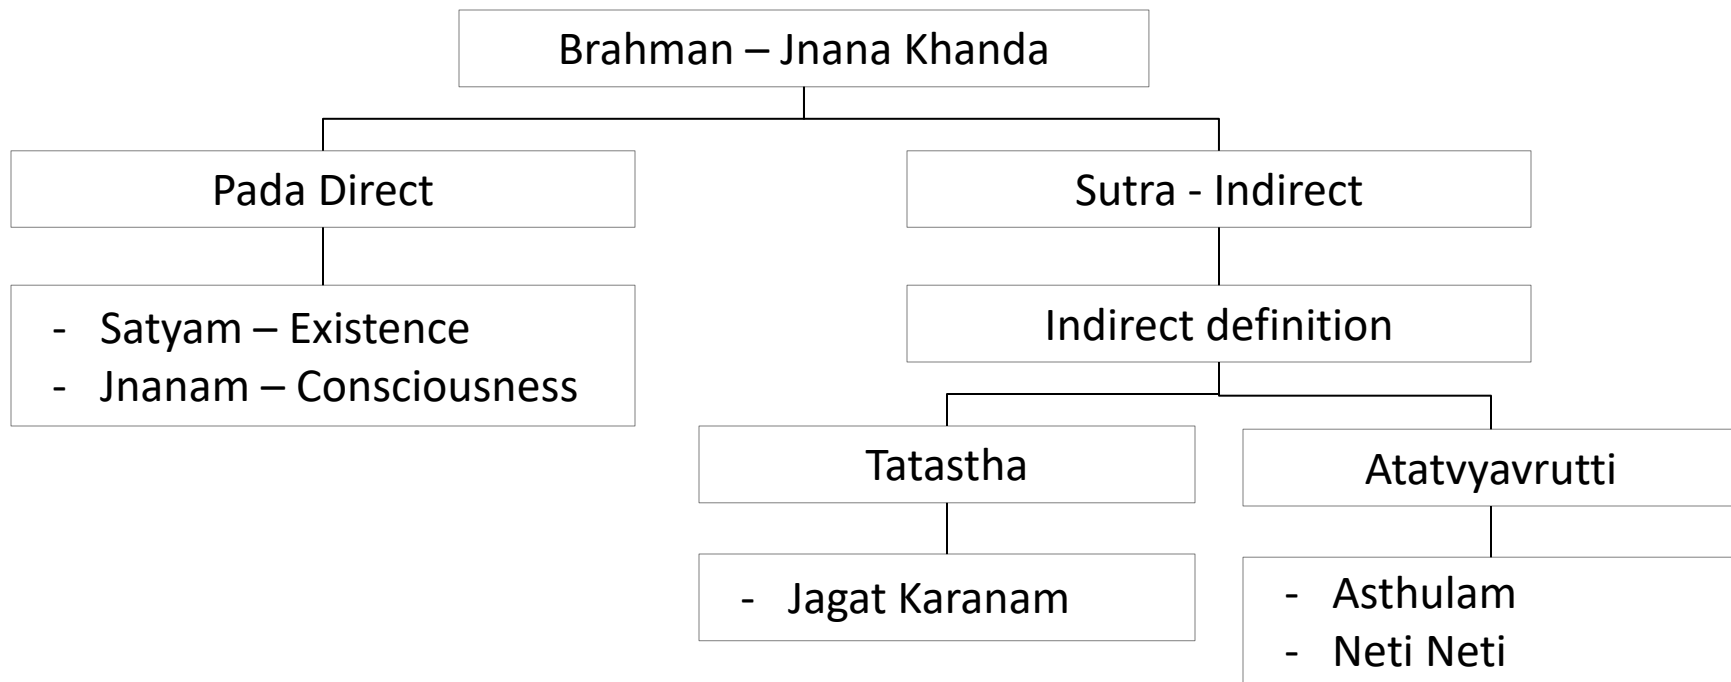 Brahman – Jnana Khanda
Pada Direct
Sutra - Indirect
- Satyam – Existence
- Jnanam – Consciousness
Indirect definition
Tatastha
Atatvyavrutti
- Jagat Karanam
- Asthulam
- Neti Neti